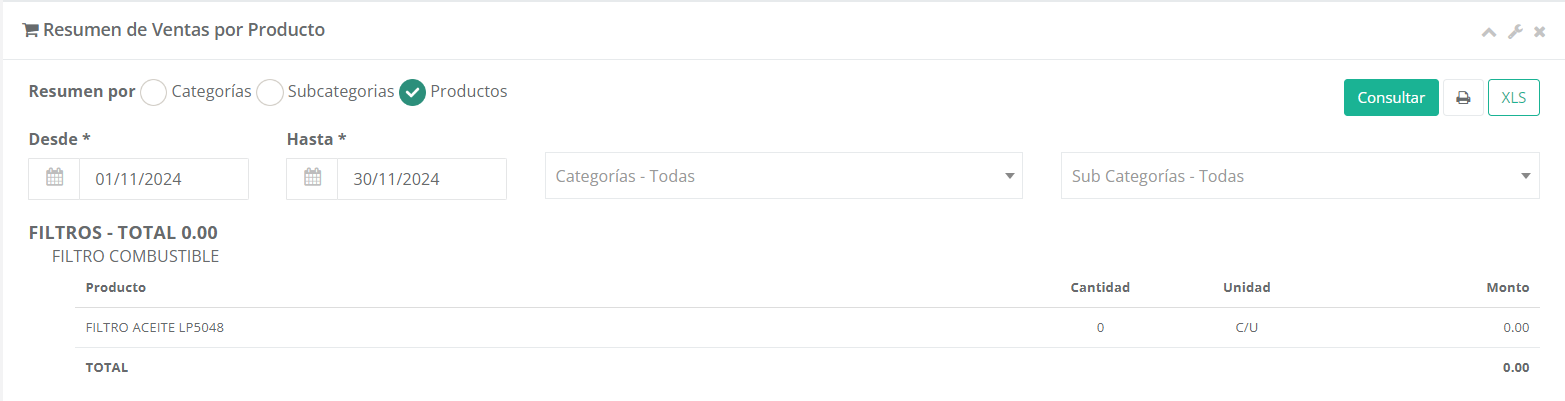 Resumen de Ventas por Producto
Resumen por Categorías Subcategorias Productos
Consultar XLS
Desde * Hasta *
01/11/2024 30/11/2024 Categorías - Todas Sub Categorías - Todas
FILTROS - TOTAL 0.00
FILTRO COMBUSTIBLE
Producto Cantidad Unidad Monto
FILTRO ACEITE LP5048 0 C/U 0.00
TOTAL 0.00